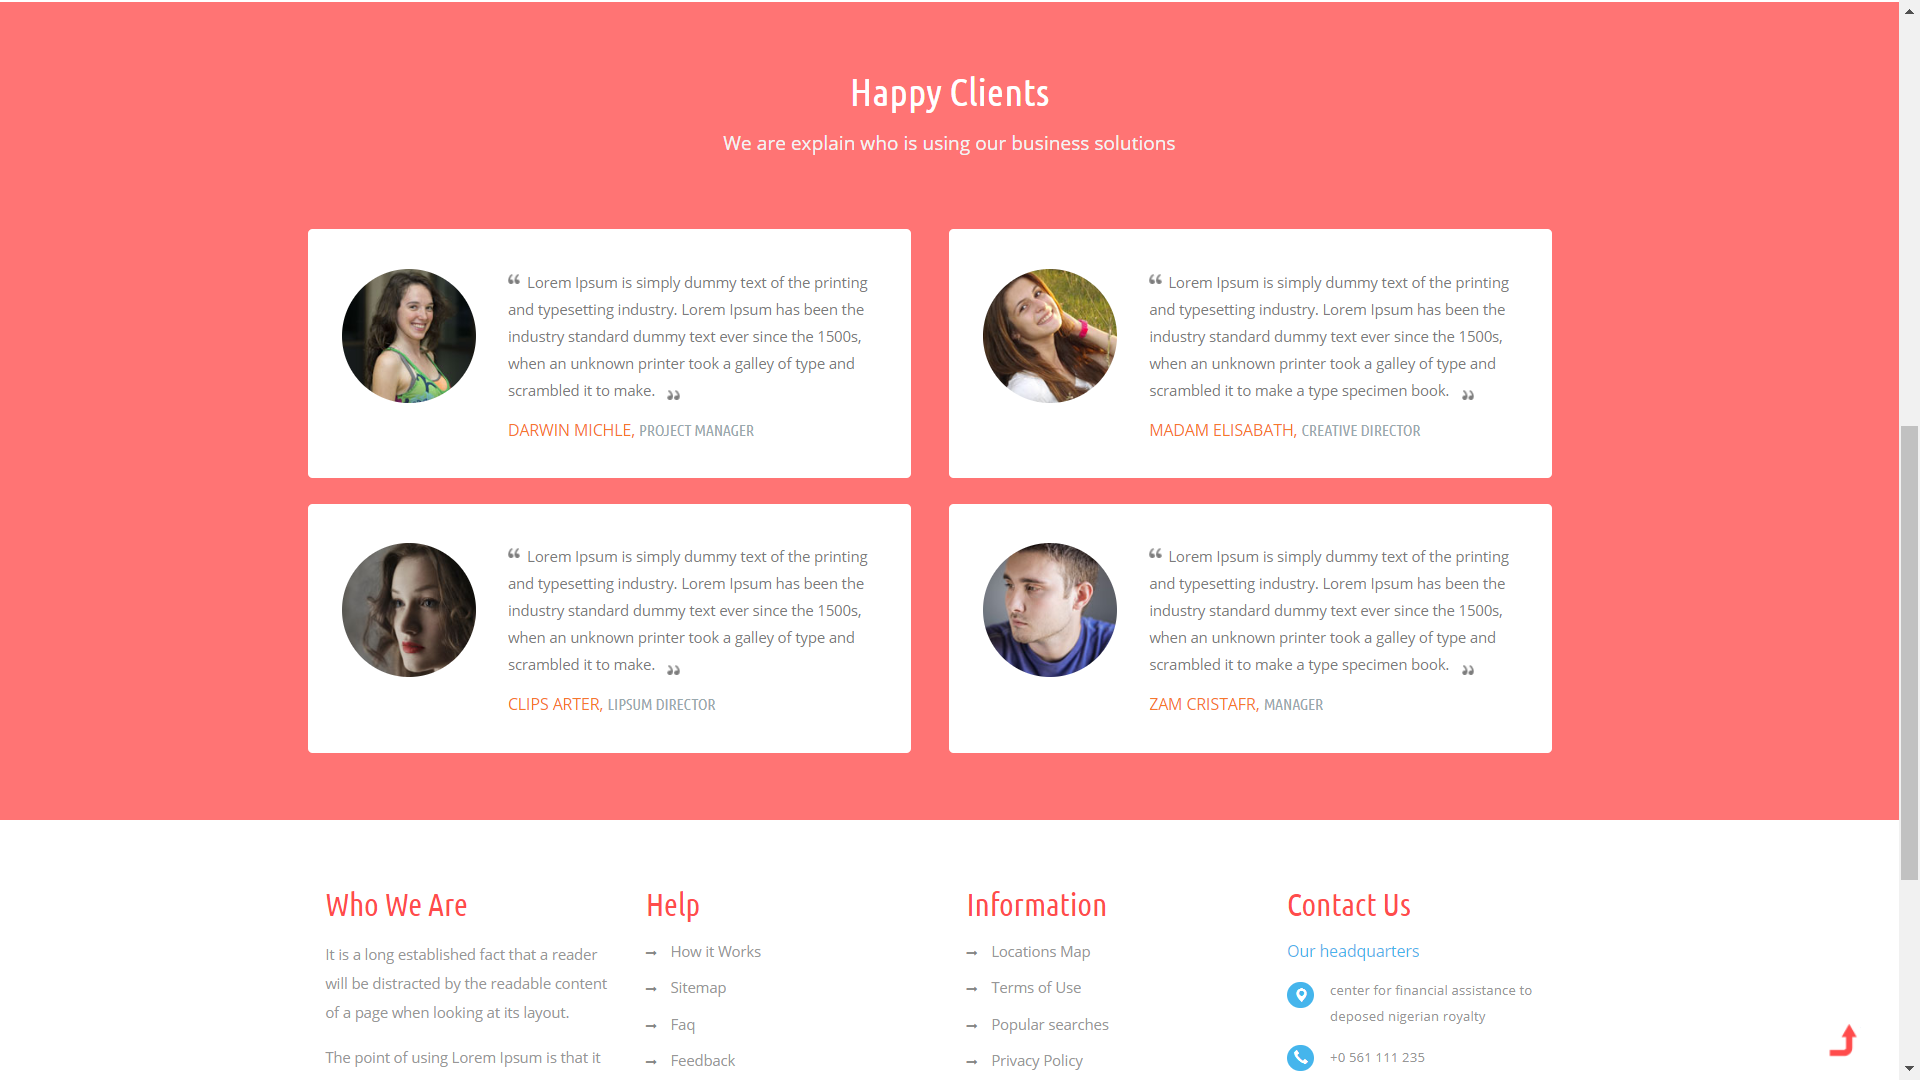 Happy Clients
We are explain who is using our business solutions
“ Lorem Ipsum is simply dummy text of the printing
and typesetting industry. Lorem Ipsum has been the
industry standard dummy text ever since the 1500s,
when an unknown printer took a galley of type and
scrambled it to make. ”
DARWIN MICHLE, PROJECT MANAGER
“ Lorem Ipsum is simply dummy text of the printing
and typesetting industry. Lorem Ipsum has been the
industry standard dummy text ever since the 1500s,
when an unknown printer took a galley of type and
scrambled it to make a type specimen book. ”
MADAM ELISABATH, CREATIVE DIRECTOR
“ Lorem Ipsum is simply dummy text of the printing
and typesetting industry. Lorem Ipsum has been the
industry standard dummy text ever since the 1500s,
when an unknown printer took a galley of type and
scrambled it to make. ”
CLIPS ARTER, LIPSUM DIRECTOR
“ Lorem Ipsum is simply dummy text of the printing
and typesetting industry. Lorem Ipsum has been the
industry standard dummy text ever since the 1500s,
when an unknown printer took a galley of type and
scrambled it to make a type specimen book. ”
ZAM CRISTAFR, MANAGER
Who We Are
It is a long established fact that a reader
will be distracted by the readable content
of a page when looking at its layout.
The point of using Lorem Ipsum is that it
Help
How it Works
Sitemap
Faq
Feedback
Information
Locations Map
Terms of Use
Popular searches
Privacy Policy
Contact Us
Our headquarters
center for financial assistance to
deposed nigerian royalty
+0 561 111 235